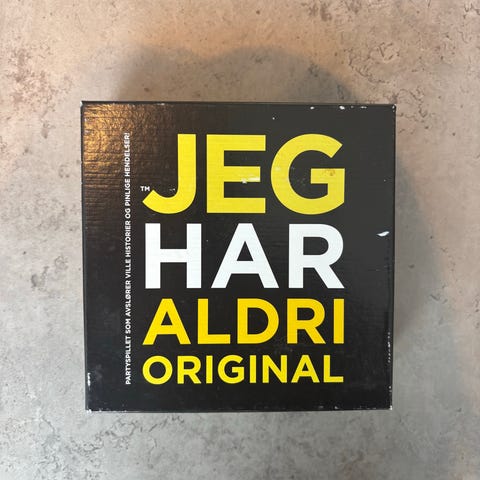 JEG
™
HAR
ALDRI
ORIGINAL
PARTYSPILLET SOM AVSLØRER VILLE HISTORIER OG PINLIGE HENDELSER!